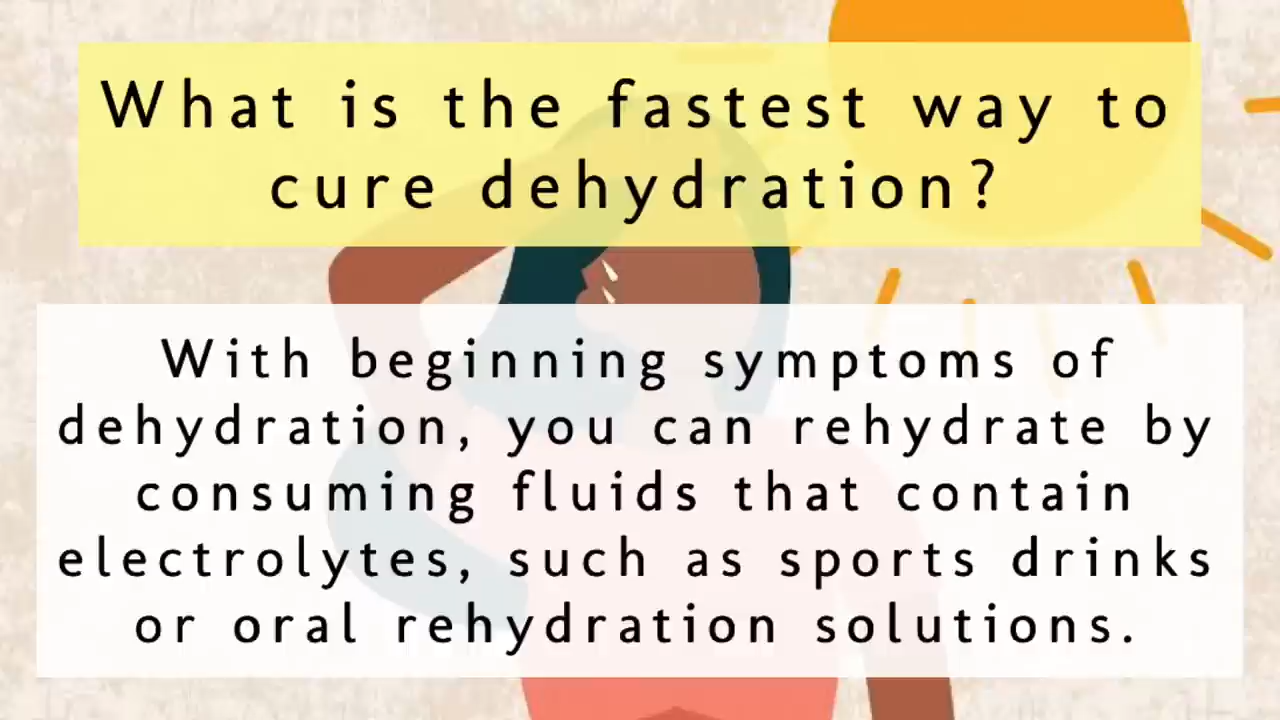 What is the fastest way to
cure dehydration?
With beginning symptoms of
dehydration, you can rehydrate by
consuming fluids that contain
electrolytes, such as sports drinks
or oral rehydration solutions.